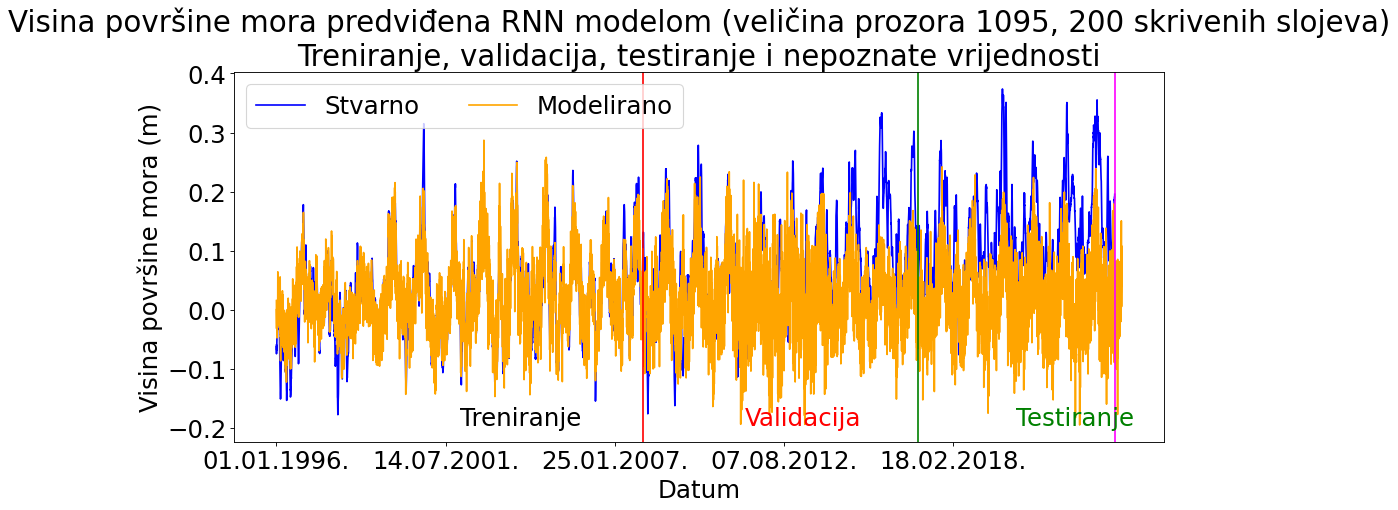 Visina površine mora predviđena RNN modelom (veličina prozora 1095, 200 skrivenih slojeva)
Treniranje, validacija, testiranje i nepoznate vrijednosti
Stvarno
Modelirano
Visina površine mora (m)
0.4
0.3
0.2
0.1
0.0
−0.1
−0.2
Treniranje
Validacija
Testiranje
01.01.1996.
14.07.2001.
25.01.2007.
07.08.2012.
18.02.2018.
Datum